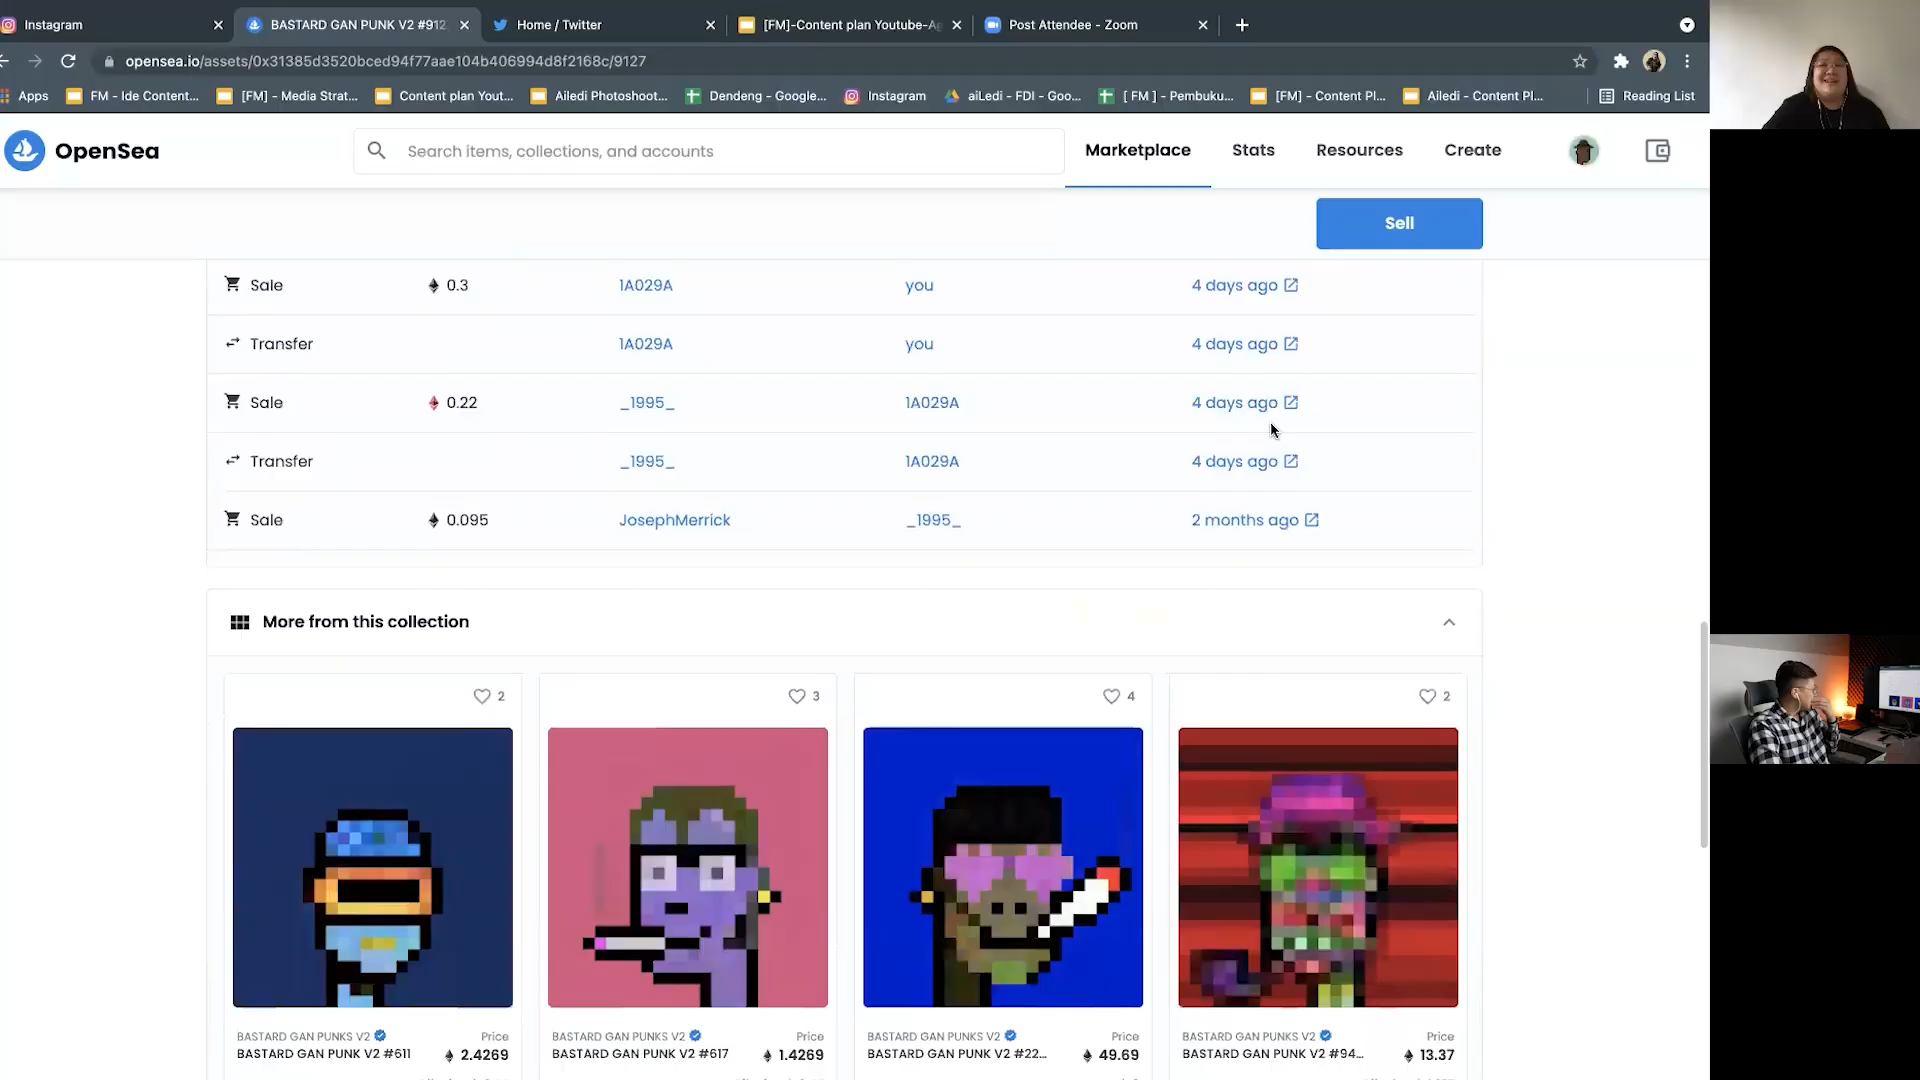 Instagram
BASTARD GAN PUNK V2 #912
Home / Twitter
[FM]-Content plan Youtube-Ae
Post Attendee - Zoom
opensea.io/assets/0x31385d3520bced94f77aae104b406994d8f2168c/9127
Apps
FM - Ide Content...
[FM] - Media Strat...
Content plan Yout...
Ailedi Photoshoot...
Dendeng - Google...
Instagram
aiLedi - FDI - Goo...
[ FM ] - Pembuku...
[FM] - Content Pl...
Ailedi - Content Pl...
Reading List
OpenSea
Search items, collections, and accounts
Marketplace
Stats
Resources
Create
Sell
Sale 0.3 1A029A you 4 days ago
Transfer 1A029A you 4 days ago
Sale 0.22 _1995_ 1A029A 4 days ago
Transfer _1995_ 1A029A 4 days ago
Sale 0.095 JosephMerrick _1995_ 2 months ago
More from this collection
2
3
4
2
BASTARD GAN PUNKS V2 Price
BASTARD GAN PUNK V2 #611 2.4269
BASTARD GAN PUNKS V2 Price
BASTARD GAN PUNK V2 #617 1.4269
BASTARD GAN PUNKS V2 Price
BASTARD GAN PUNK V2 #22... 49.69
BASTARD GAN PUNKS V2 Price
BASTARD GAN PUNK V2 #94... 13.37